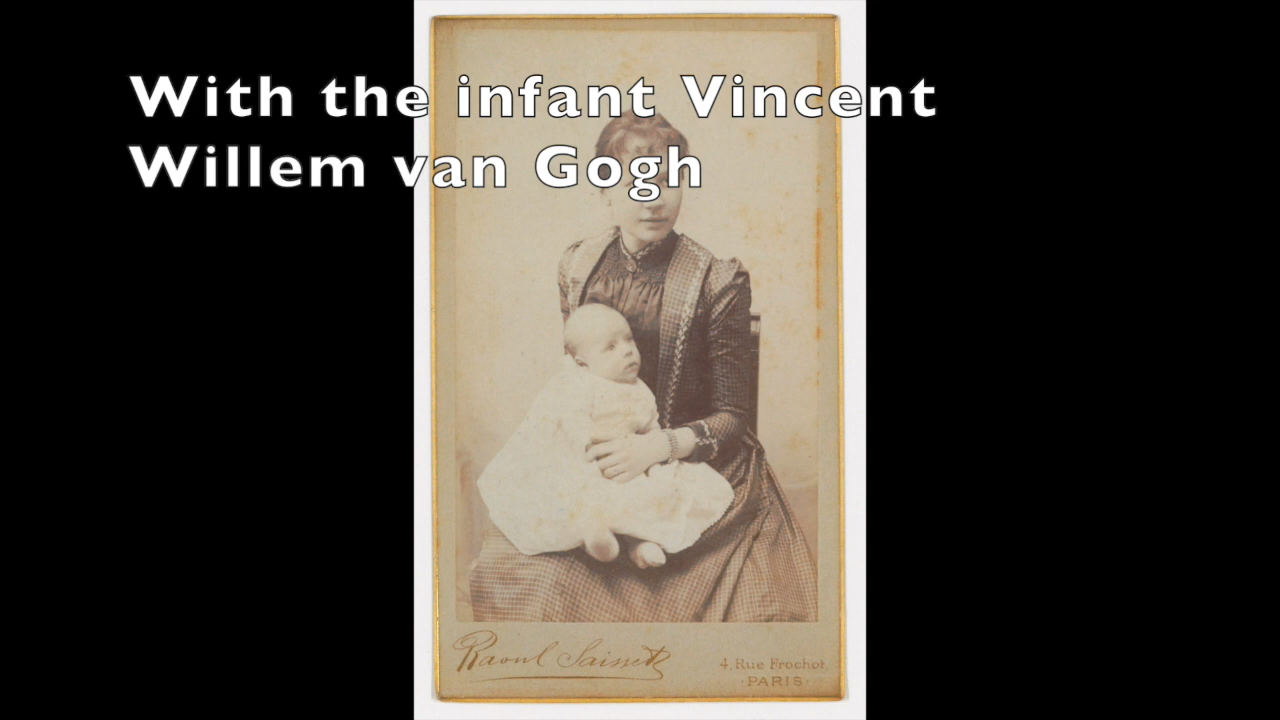 With the infant Vincent
Willem van Gogh
Raoul Saisset
4, Rue Frochot,
PARIS